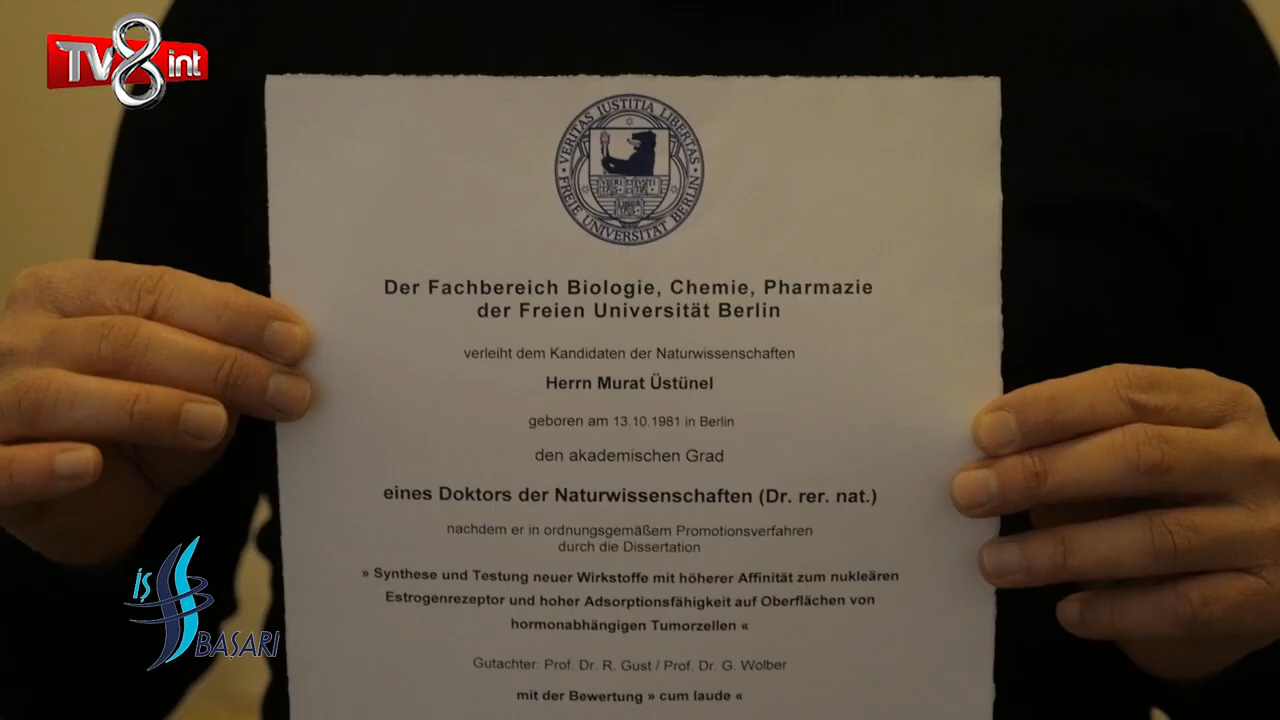 TV8 int
VERITAS JUSTITIA LIBERTAS
FREIE UNIVERSITÄT BERLIN
Der Fachbereich Biologie, Chemie, Pharmazie
der Freien Universität Berlin
verleiht dem Kandidaten der Naturwissenschaften
Herrn Murat Üstünel
geboren am 13.10.1981 in Berlin
den akademischen Grad
eines Doktors der Naturwissenschaften (Dr. rer. nat.)
nachdem er in ordnungsgemäßem Promotionsverfahren
durch die Dissertation
» Synthese und Testung neuer Wirkstoffe mit höherer Affinität zum nukleären
Estrogenrezeptor und hoher Adsorptionsfähigkeit auf Oberflächen von
hormonabhängigen Tumorzellen «
Gutachter: Prof. Dr. R. Gust / Prof. Dr. G. Wolber
mit der Bewertung » cum laude «
İŞ
BAŞARI